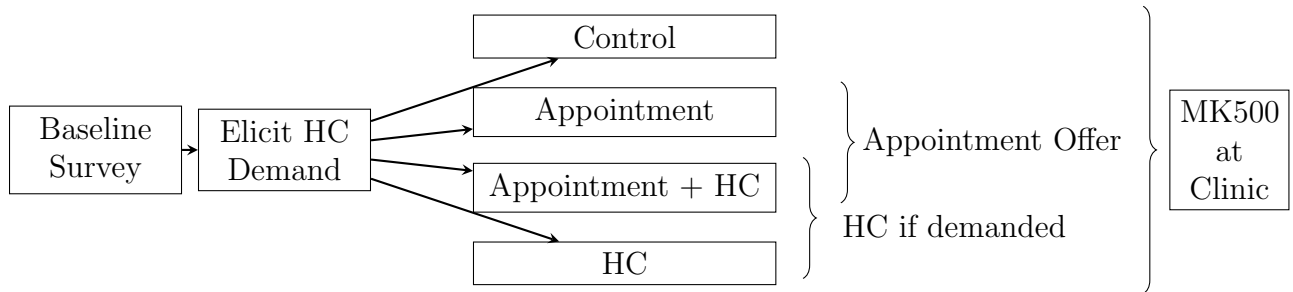 Baseline
Survey
Elicit HC
Demand
Control
Appointment
Appointment + HC
HC
Appointment Offer
HC if demanded
MK500
at
Clinic